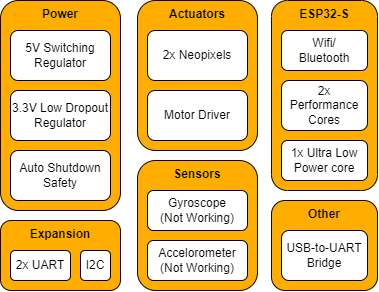 Power
5V Switching
Regulator
3.3V Low Dropout
Regulator
Auto Shutdown
Safety
Expansion
2x UART
I2C
Actuators
2x Neopixels
Motor Driver
Sensors
Gyroscope
(Not Working)
Accelorometer
(Not Working)
ESP32-S
Wifi/
Bluetooth
2x
Performance
Cores
1x Ultra Low
Power core
Other
USB-to-UART
Bridge